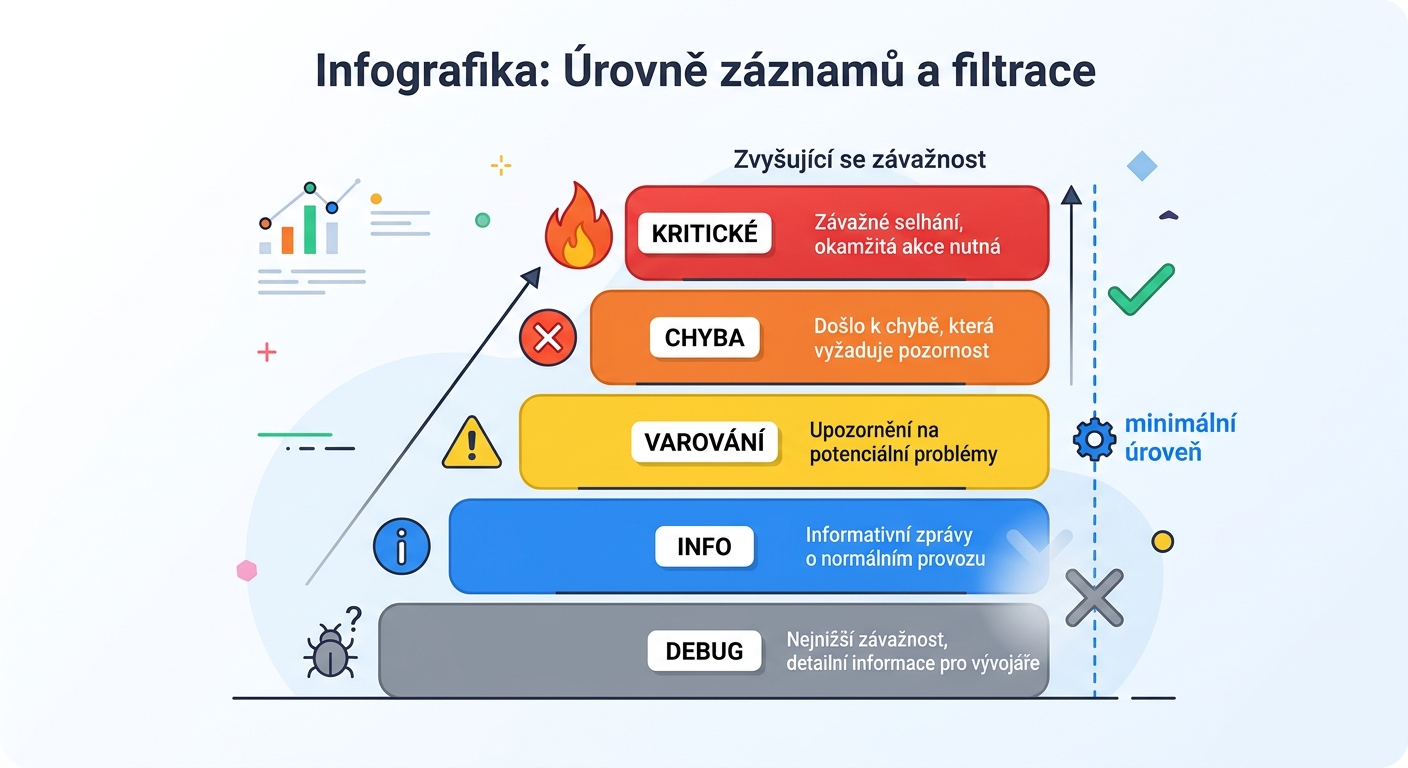 Infografika: Úrovně záznamů a filtrace
Zvyšující se závažnost
KRITICKÉ
Závažné selhání,
okamžitá akce nutná
CHYBA
Došlo k chybě, která
vyžaduje pozornost
VAROVÁNÍ
Upozornění na
potenciální problémy
minimální
úroveň
INFO
Informativní zprávy
o normálním provozu
?
DEBUG
Nejnižší závažnost,
detailní informace pro vývojáře